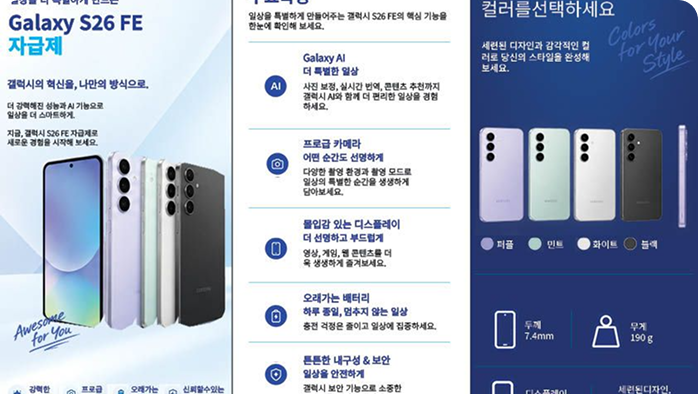 Galaxy S26 FE
자급제
갤럭시의 혁신을, 나만의 방식으로.
더 강력해진 성능과 AI 기능으로
일상을 더 스마트하게.
지금, 갤럭시 S26 FE 자급제로
새로운 경험을 시작해 보세요.
Awesome
for You
강력한
프로급
오래가는
신뢰할수있는
일상을 특별하게 만들어주는 갤럭시 S26 FE의 핵심 기능을
한눈에 확인해 보세요.
AI
Galaxy AI
더 특별한 일상
사진 보정, 실시간 번역, 콘텐츠 추천까지
갤럭시 AI와 함께 더 편리한 일상을 경험
하세요.
프로급 카메라
어떤 순간도 선명하게
다양한 촬영 환경과 촬영 모드로
일상의 특별한 순간을 생생하게
담아보세요.
몰입감 있는 디스플레이
더 선명하고 부드럽게
영상, 게임, 웹 콘텐츠를 더
욱 생생하게 즐겨보세요.
오래가는 배터리
하루 종일, 멈추지 않는 일상
충전 걱정은 줄이고 일상에 집중하세요.
튼튼한 내구성 & 보안
일상을 안전하게
갤럭시 보안 기능으로 소중한
컬러를선택하세요
세련된 디자인과 감각적인 컬
러로 당신의 스타일을 완성해
보세요.
Colors
for Your
Style
퍼플
민트
화이트
블랙
두께
7.4mm
무게
190 g
디스플레이
세련된디자인,